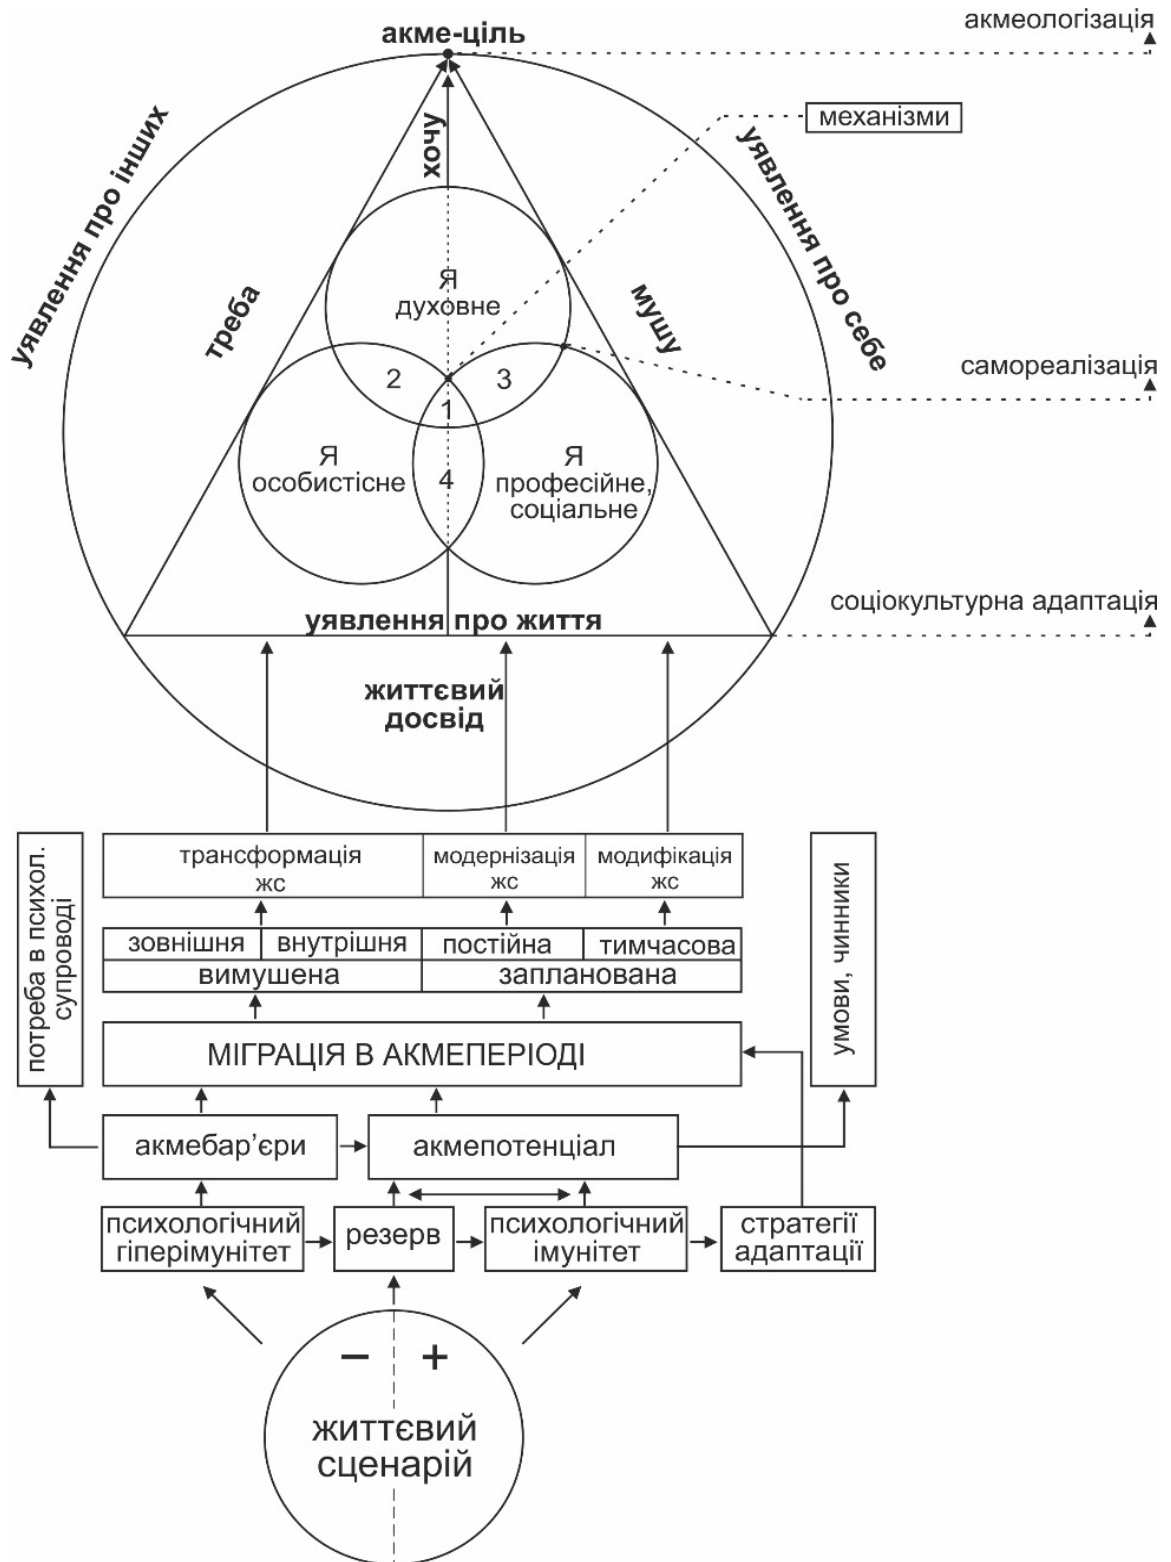 акме-ціль
акмеологізація
механізми
уявлення про інших
хочу
уявлення про себе
треба
мушу
Я
духовне
самореалізація
2
3
1
Я
особистісне
4
Я
професійне,
соціальне
соціокультурна адаптація
уявлення про життя
життєвий
досвід
потреба в психол.
супроводі
трансформація
жс
модернізація
жс
модифікація
жс
умови, чинники
зовнішня
внутрішня
постійна
тимчасова
вимушена
запланована
МІГРАЦІЯ В АКМЕПЕРІОДІ
акмебар’єри
акмепотенціал
психологічний
гіперімунітет
резерв
психологічний
імунітет
стратегії
адаптації
− +
життєвий
сценарій